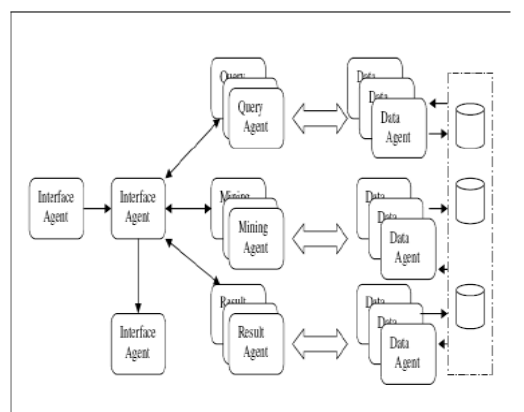 Query
Query
Agent
Data
Data
Data
Agent
Interface
Agent
Interface
Agent
Mining
Mining
Agent
Data
Data
Data
Agent
Interface
Agent
Result
Result
Agent
Data
Data
Data
Agent